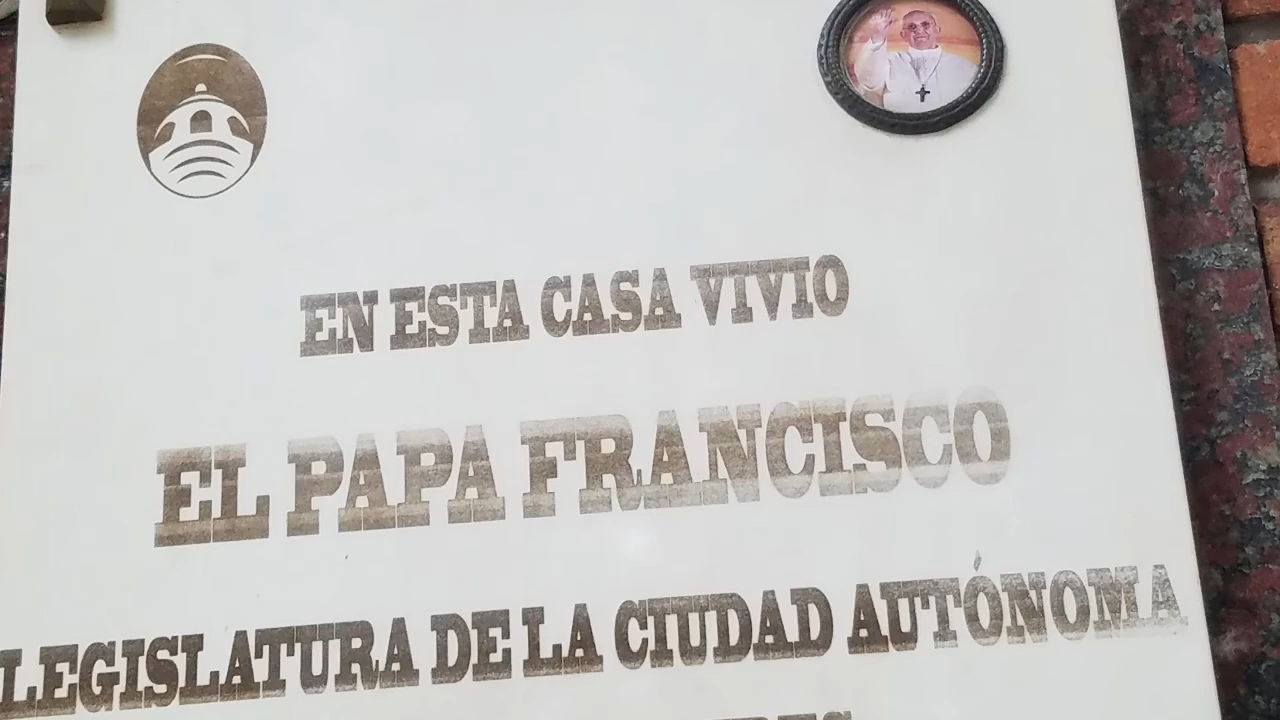 EN ESTA CASA VIVIO
EL PAPA FRANCISCO
LEGISLATURA DE LA CIUDAD AUTÓNOMA